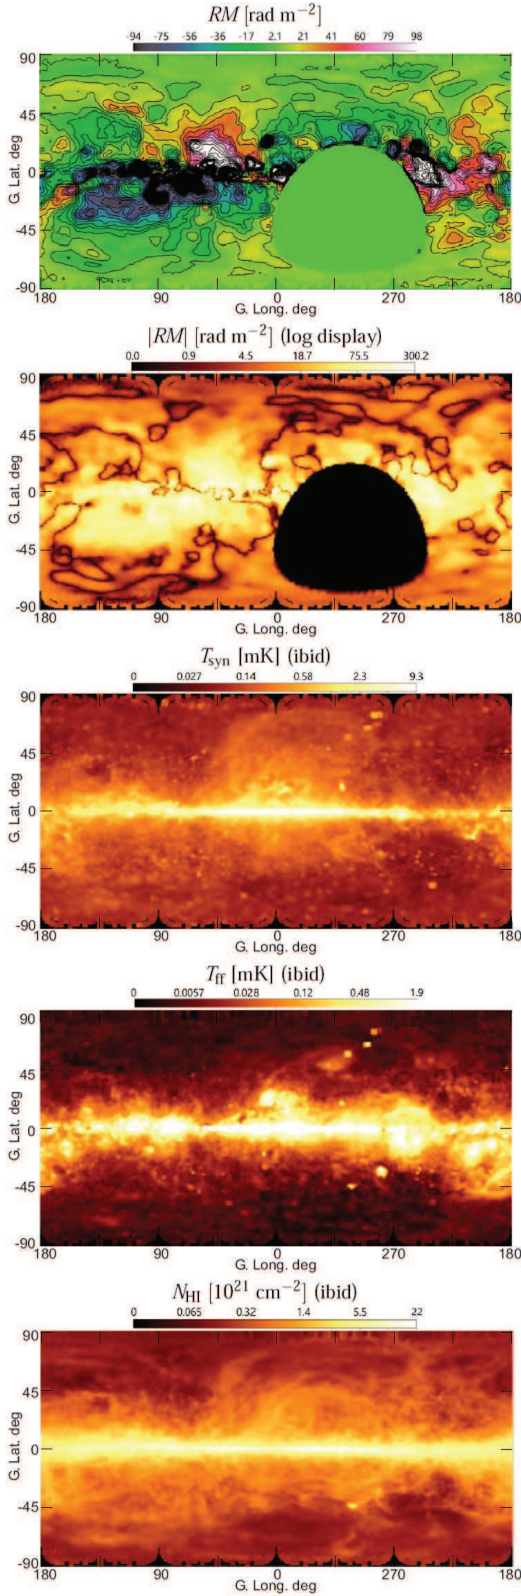 RM [rad m⁻²]
-94 -75 -56 -36 -17 2.1 21 41 60 79 98
G. Lat. deg
90
45
0
-45
-90
180 90 0 270 180
G. Long. deg
|RM| [rad m⁻²] (log display)
0.0 0.9 4.5 18.7 75.5 300.2
G. Lat. deg
90
45
0
-45
-90
180 90 0 270 180
G. Long. deg
Tsyn [mK] (ibid)
0 0.027 0.14 0.58 2.3 9.3
G. Lat. deg
90
45
0
-45
-90
180 90 0 270 180
G. Long. deg
Tff [mK] (ibid)
0 0.0057 0.028 0.12 0.48 1.9
G. Lat. deg
90
45
0
-45
-90
180 90 0 270 180
G. Long. deg
NHI [10²¹ cm⁻²] (ibid)
0 0.065 0.32 1.4 5.5 22
G. Lat. deg
90
45
0
-45
-90
180 90 0 270 180
G. Long. deg